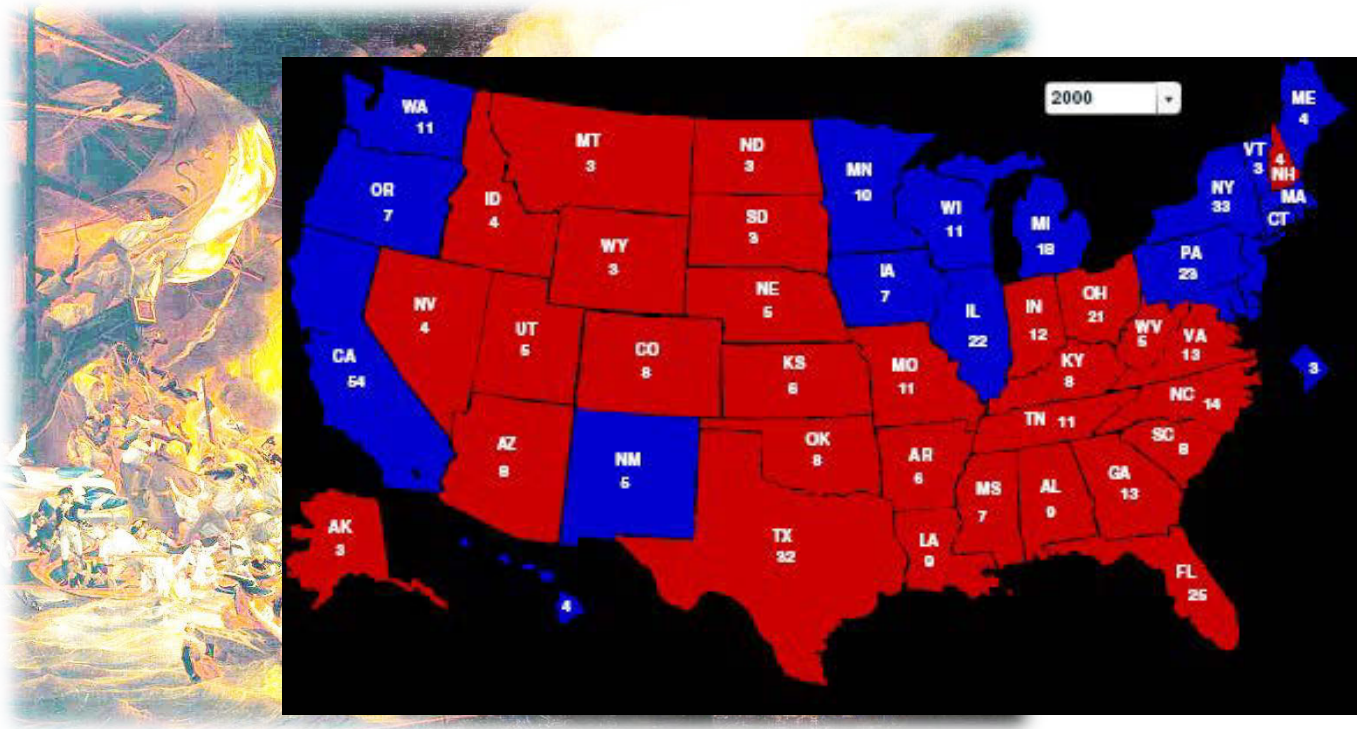 2000
WA
11
MT
3
ND
3
MN
10
ME
4
VT
3
4
NH
OR
7
ID
4
WY
3
SD
3
WI
11
MI
18
NY
33
MA
CT
PA
23
NV
4
UT
5
CO
8
NE
5
IA
7
IL
22
IN
12
OH
21
WV
5
VA
13
CA
54
KS
6
MO
11
KY
8
3
TN 11
NC 14
AZ
8
NM
5
OK
8
AR
6
SC
8
MS
7
AL
9
GA
13
AK
3
TX
32
LA
9
FL
25
4